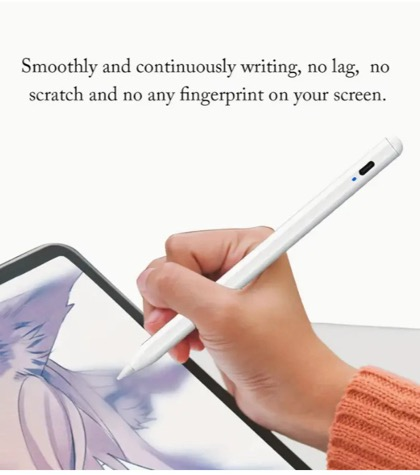 Smoothly and continuously writing, no lag, no
scratch and no any fingerprint on your screen.